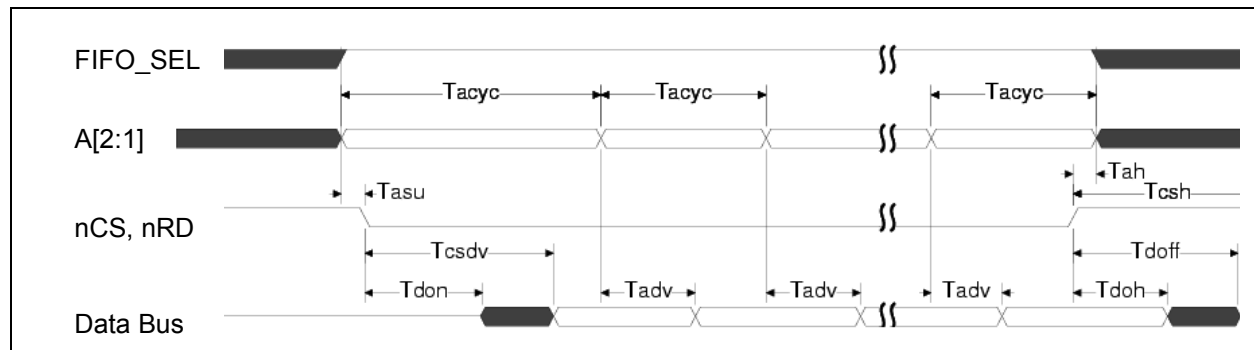 FIFO_SEL
Tacyc Tacyc Tacyc
A[2:1]
Tasu Tah
Tcsh
nCS, nRD
Tcsdv Tdoff
Tdon Tadv Tadv Tadv Tdoh
Data Bus